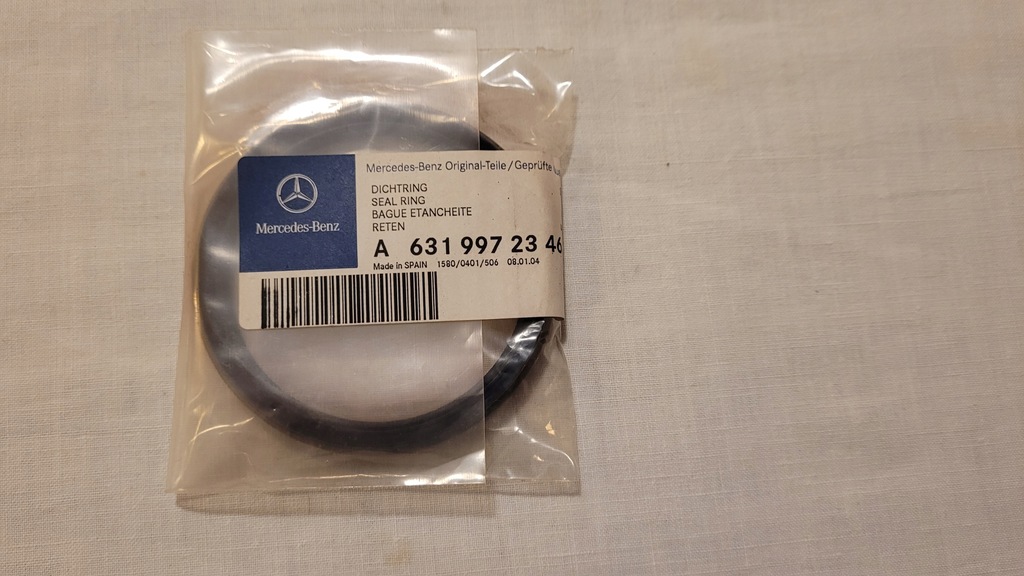 Mercedes-Benz
Mercedes-Benz Original-Teile/Geprüfte
DICHTRING
SEAL RING
BAGUE ETANCHEITE
RETEN
A 631 997 23 46
Made in SPAIN 1580/0401/506 08.01.04